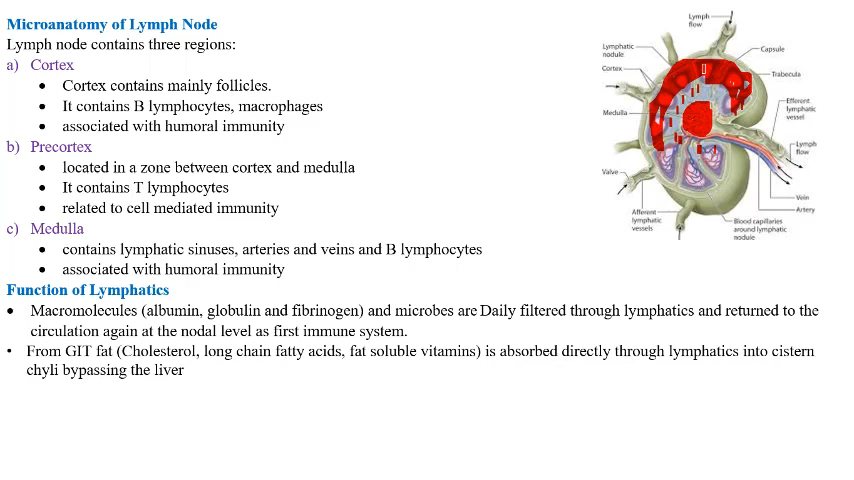 Microanatomy of Lymph Node
Lymph node contains three regions:
a) Cortex
• Cortex contains mainly follicles.
• It contains B lymphocytes, macrophages
• associated with humoral immunity
b) Precortex
• located in a zone between cortex and medulla
• It contains T lymphocytes
• related to cell mediated immunity
c) Medulla
• contains lymphatic sinuses, arteries and veins and B lymphocytes
• associated with humoral immunity
Function of Lymphatics
• Macromolecules (albumin, globulin and fibrinogen) and microbes are Daily filtered through lymphatics and returned to the
circulation again at the nodal level as first immune system.
• From GIT fat (Cholesterol, long chain fatty acids, fat soluble vitamins) is absorbed directly through lymphatics into cistern
chyli bypassing the liver
Lymph
flow
Lymphatic
nodule
Capsule
Cortex
Trabecula
Efferent
lymphatic
vessel
Medulla
Lymph
flow
Valve
Vein
Artery
Afferent
lymphatic
vessels
Blood capillaries
around lymphatic
nodule